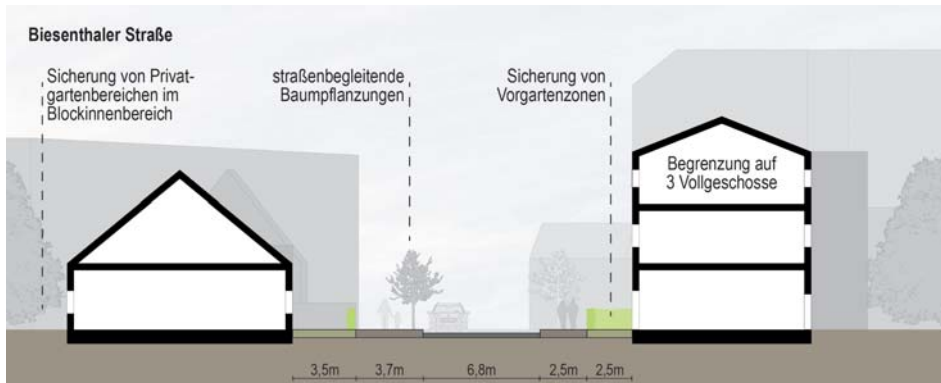 Biesenthaler Straße
Sicherung von Privat-
gartenbereichen im
Blockinnenbereich
straßenbegleitende
Baumpflanzungen
Sicherung von
Vorgartenzonen
Begrenzung auf
3 Vollgeschosse
3,5m 3,7m 6,8m 2,5m 2,5m